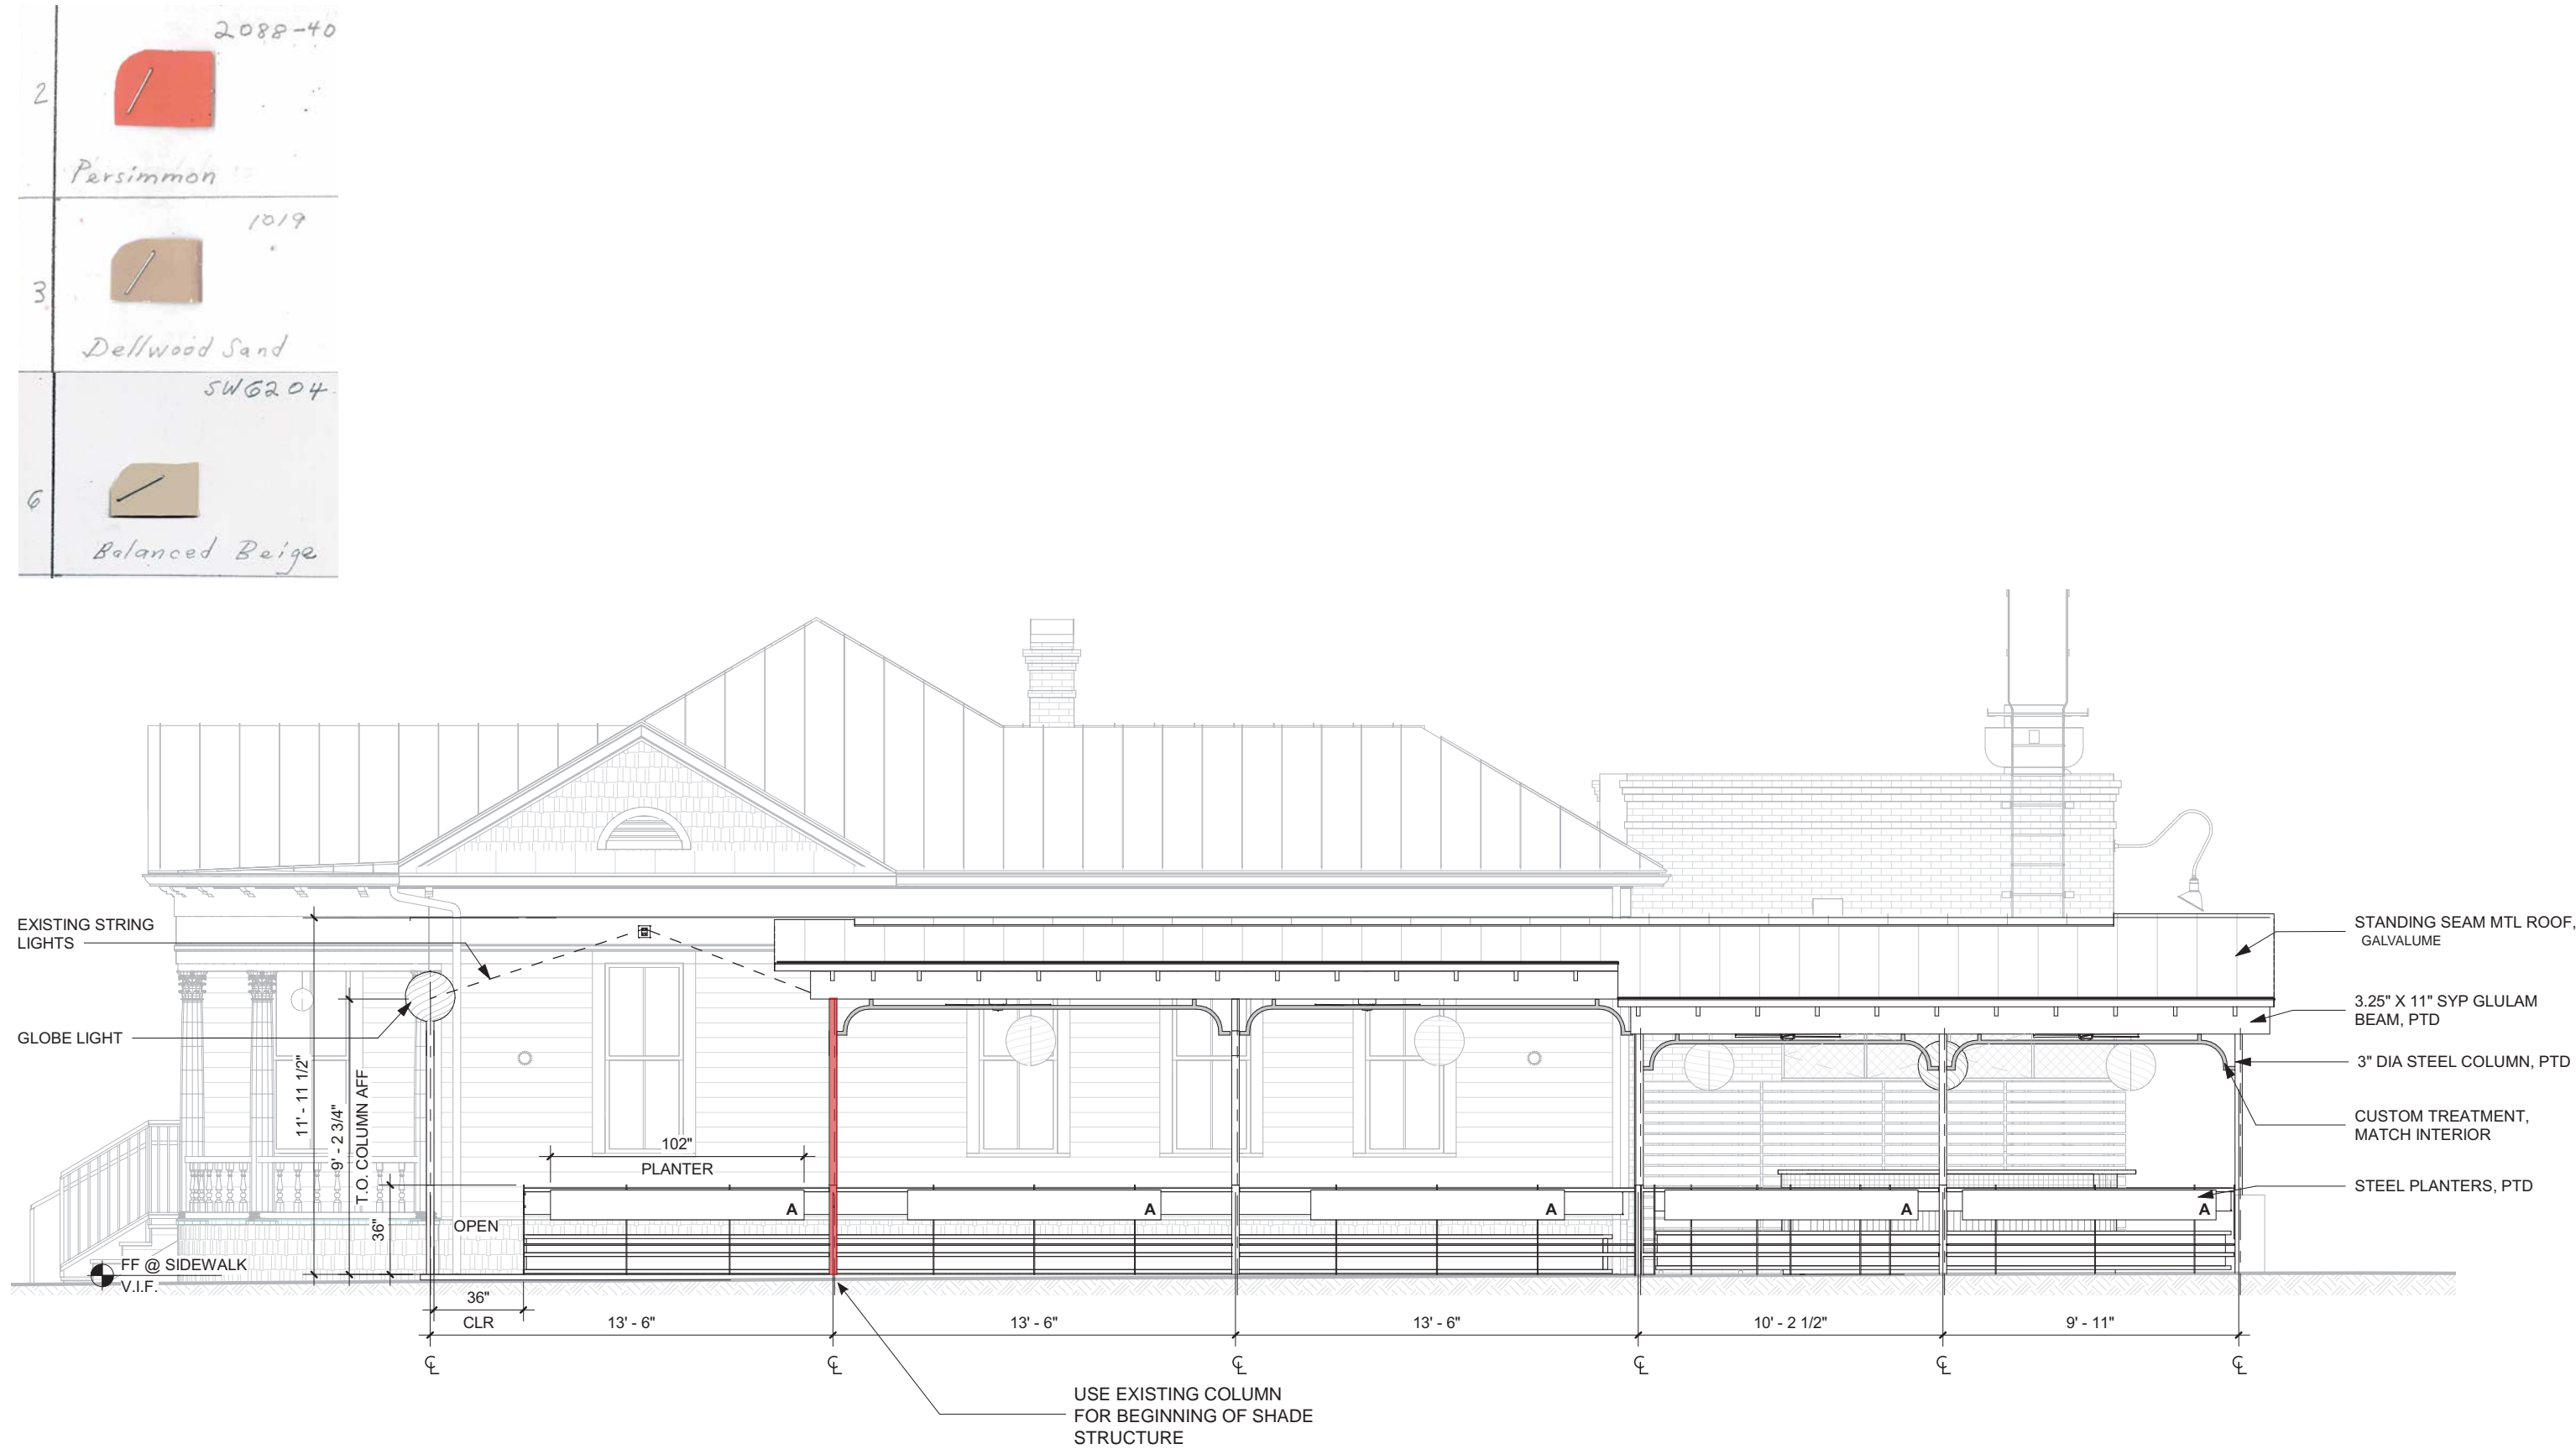 2088-40
2
Persimmon
1019
3
Dellwood Sand
SW6204
6
Balanced Beige
EXISTING STRING
LIGHTS
GLOBE LIGHT
11' - 11 1/2"
9' - 2 3/4"
T.O. COLUMN AFF
36"
OPEN
FF @ SIDEWALK
V.I.F.
102"
PLANTER
A
A
A
A
A
STANDING SEAM MTL ROOF,
GALVALUME
3.25" X 11" SYP GLULAM
BEAM, PTD
3" DIA STEEL COLUMN, PTD
CUSTOM TREATMENT,
MATCH INTERIOR
STEEL PLANTERS, PTD
36"
CLR
13' - 6"
13' - 6"
13' - 6"
10' - 2 1/2"
9' - 11"
℄
℄
℄
℄
℄
℄
USE EXISTING COLUMN
FOR BEGINNING OF SHADE
STRUCTURE